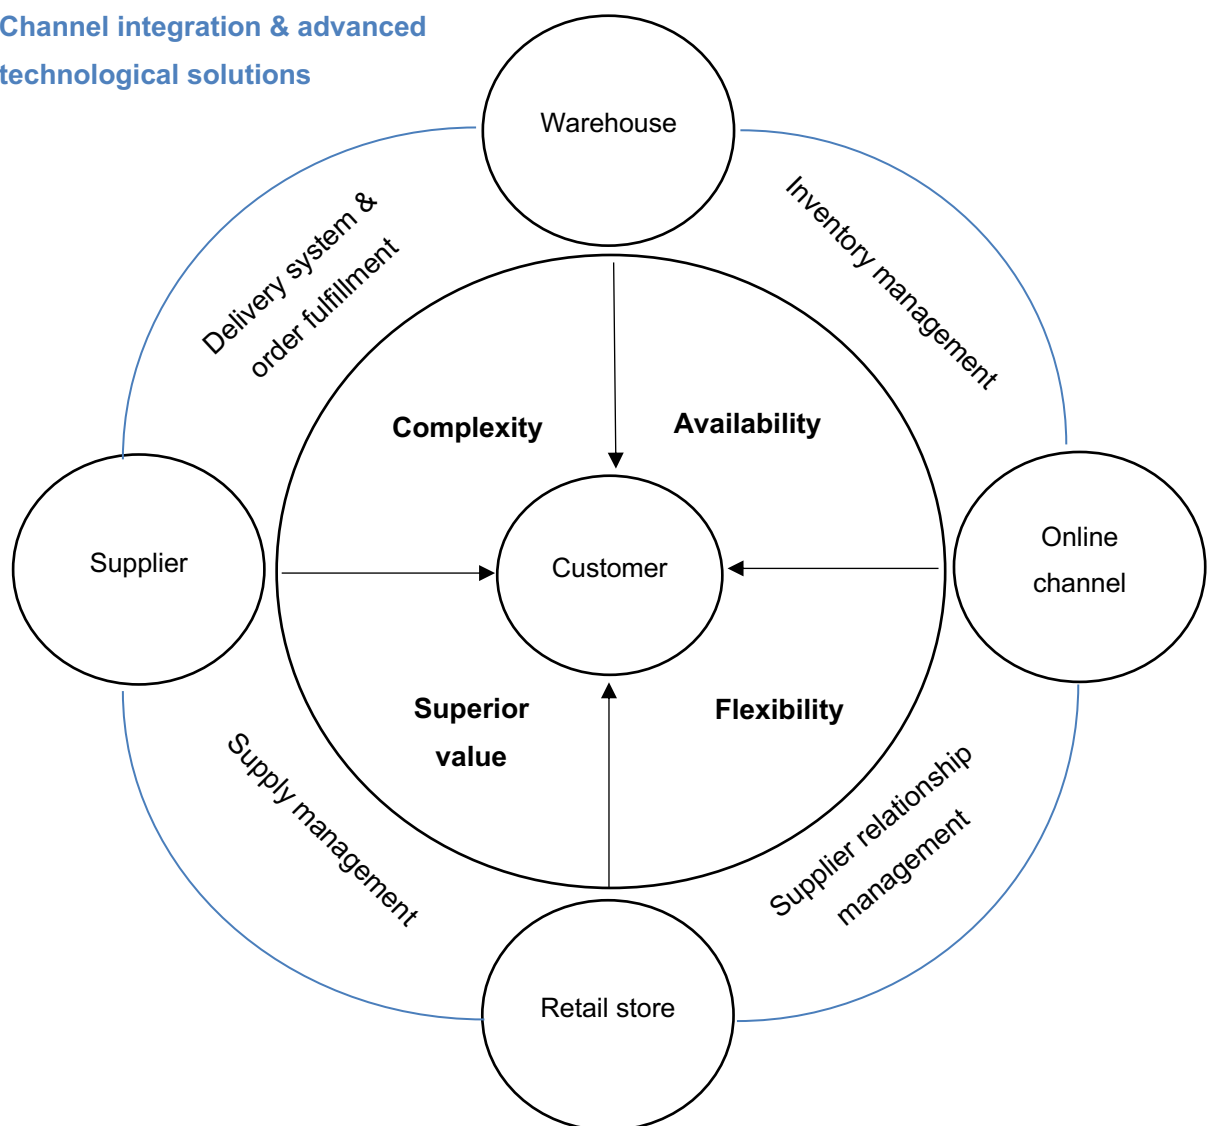 Channel integration & advanced
technological solutions
Warehouse
Delivery system &
order fulfillment
Inventory management
Complexity
Availability
Supplier
Customer
Online
channel
Superior
value
Flexibility
Supply management
Supplier relationship
management
Retail store